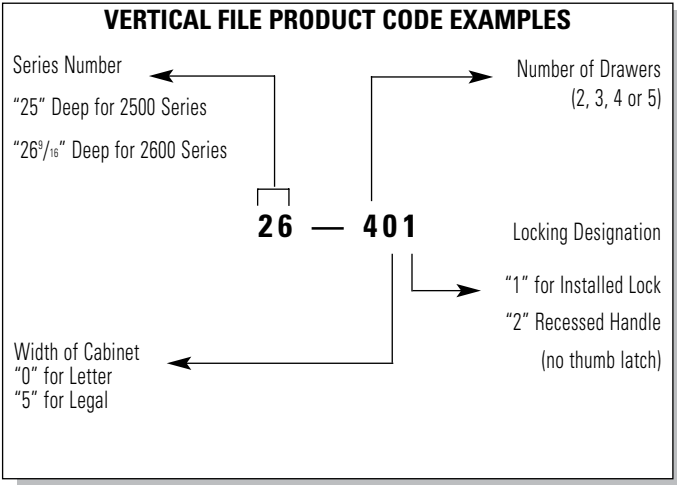 VERTICAL FILE PRODUCT CODE EXAMPLES
Series Number
“25” Deep for 2500 Series
“26 9/16” Deep for 2600 Series
Number of Drawers
(2, 3, 4 or 5)
26 — 401
Locking Designation
“1” for Installed Lock
“2” Recessed Handle
(no thumb latch)
Width of Cabinet
“0” for Letter
“5” for Legal